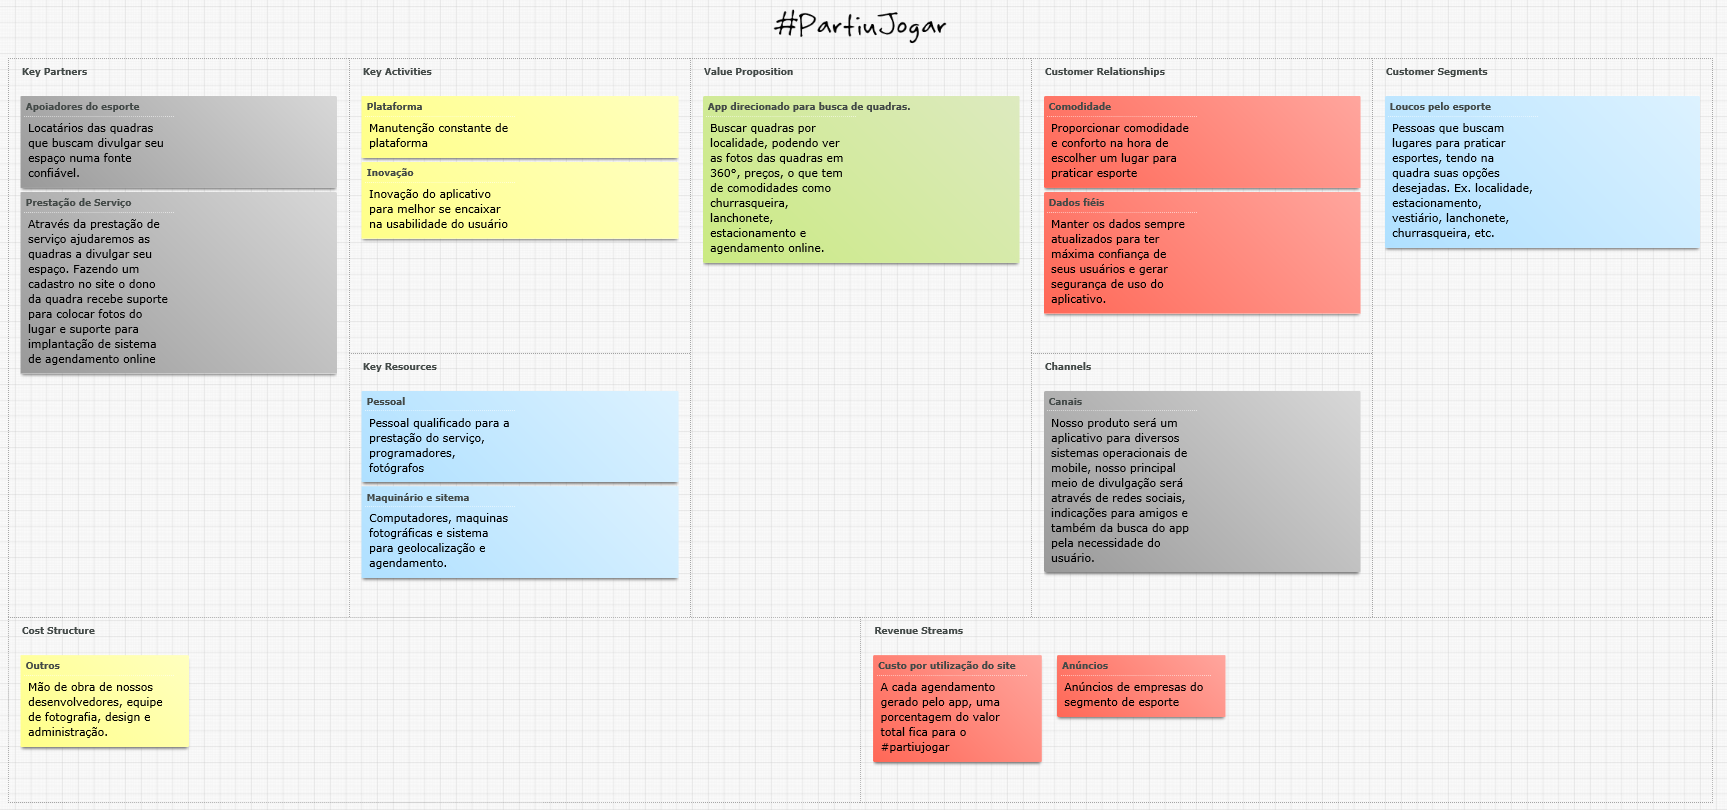 #PartiuJogar
Key Partners
Apoiadores do esporte
Locatários das quadras
que buscam divulgar seu
espaço numa fonte
confiável.
Prestação de Serviço
Através da prestação de
serviço ajudaremos as
quadras a divulgar seu
espaço. Fazendo um
cadastro no site o dono
da quadra recebe suporte
para colocar fotos do
lugar e suporte para
implantação de sistema
de agendamento online
Key Activities
Plataforma
Manutenção constante de
plataforma
Inovação
Inovação do aplicativo
para melhor se encaixar
na usabilidade do usuário
Key Resources
Pessoal
Pessoal qualificado para a
prestação do serviço,
programadores,
fotógrafos
Maquinário e sitema
Computadores, maquinas
fotográficas e sistema
para geolocalização e
agendamento.
Value Proposition
App direcionado para busca de quadras.
Buscar quadras por
localidade, podendo ver
as fotos das quadras em
360°, preços, o que tem
de comodidades como
churrasqueira,
lanchonete,
estacionamento e
agendamento online.
Customer Relationships
Comodidade
Proporcionar comodidade
e conforto na hora de
escolher um lugar para
praticar esporte
Dados fiéis
Manter os dados sempre
atualizados para ter
máxima confiança de
seus usuários e gerar
segurança de uso do
aplicativo.
Channels
Canais
Nosso produto será um
aplicativo para diversos
sistemas operacionais de
mobile, nosso principal
meio de divulgação será
através de redes sociais,
indicações para amigos e
também da busca do app
pela necessidade do
usuário.
Customer Segments
Loucos pelo esporte
Pessoas que buscam
lugares para praticar
esportes, tendo na
quadra suas opções
desejadas. Ex. localidade,
estacionamento,
vestiário, lanchonete,
churrasqueira, etc.
Cost Structure
Outros
Mão de obra de nossos
desenvolvedores, equipe
de fotografia, design e
administração.
Revenue Streams
Custo por utilização do site
A cada agendamento
gerado pelo app, uma
porcentagem do valor
total fica para o
#partiujogar
Anúncios
Anúncios de empresas do
segmento de esporte